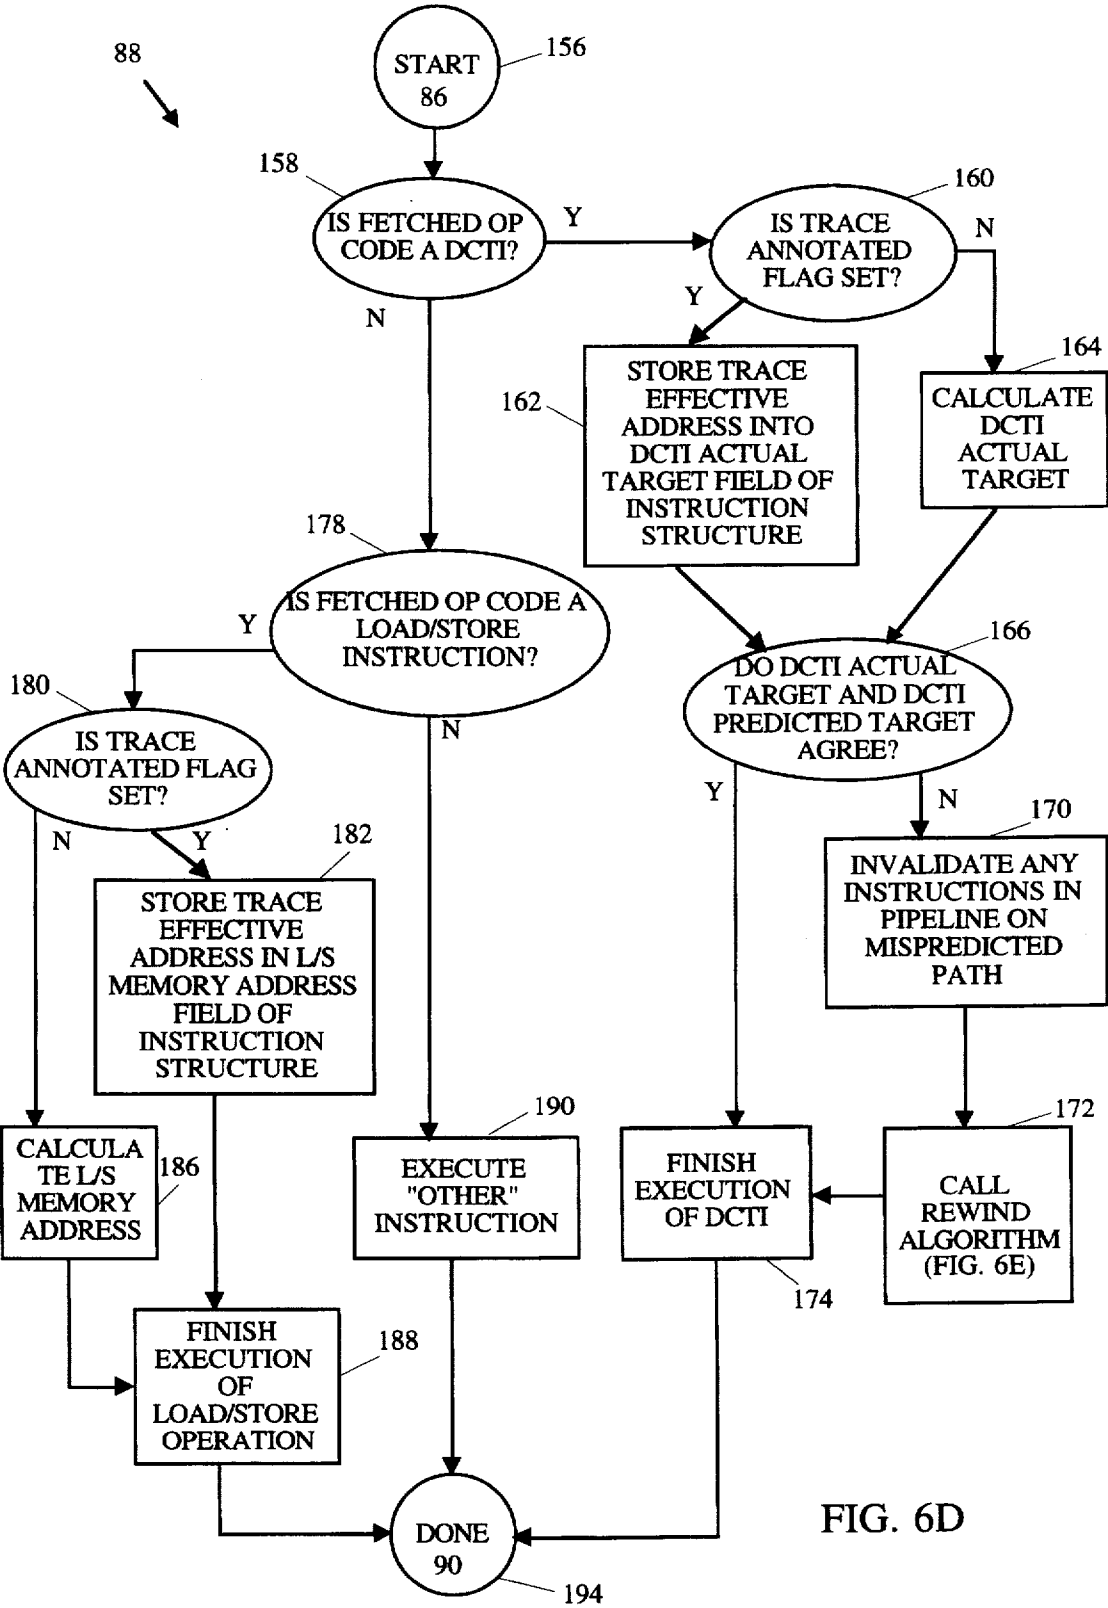 88
START
86
156
158
IS FETCHED OP
CODE A DCTI?
Y
N
160
IS TRACE
ANNOTATED
FLAG SET?
N
Y
162
STORE TRACE
EFFECTIVE
ADDRESS INTO
DCTI ACTUAL
TARGET FIELD OF
INSTRUCTION
STRUCTURE
164
CALCULATE
DCTI
ACTUAL
TARGET
178
IS FETCHED OP CODE A
LOAD/STORE
INSTRUCTION?
Y
N
166
DO DCTI ACTUAL
TARGET AND DCTI
PREDICTED TARGET
AGREE?
Y
N
180
IS TRACE
ANNOTATED FLAG
SET?
N
Y
182
STORE TRACE
EFFECTIVE
ADDRESS IN L/S
MEMORY ADDRESS
FIELD OF
INSTRUCTION
STRUCTURE
170
INVALIDATE ANY
INSTRUCTIONS IN
PIPELINE ON
MISPREDICTED
PATH
CALCULA
TE L/S
MEMORY
ADDRESS
186
190
EXECUTE
"OTHER"
INSTRUCTION
FINISH
EXECUTION
OF DCTI
174
172
CALL
REWIND
ALGORITHM
(FIG. 6E)
FINISH
EXECUTION
OF
LOAD/STORE
OPERATION
188
DONE
90
194
FIG. 6D